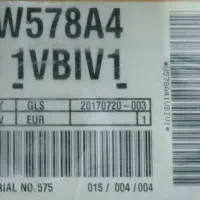 W578A4
1VBIV1
Y GLS 20170720-003
V EUR 1
RIAL NO. 575 015 / 004 / 004